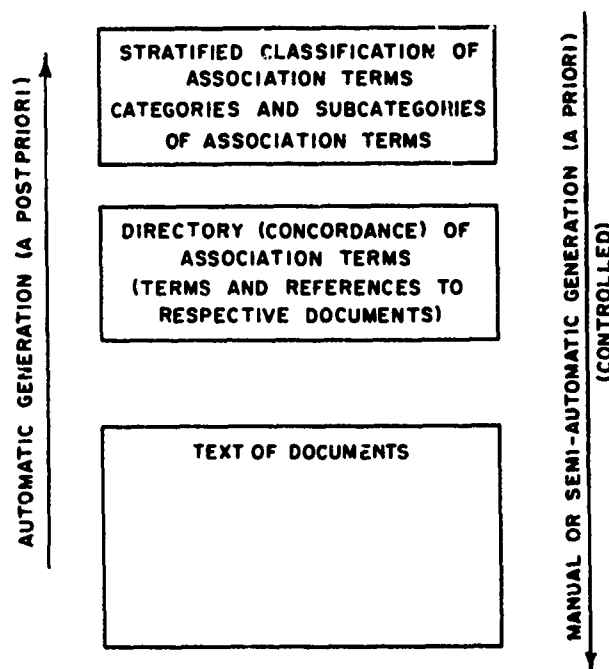 STRATIFIED CLASSIFICATION OF
ASSOCIATION TERMS
CATEGORIES AND SUBCATEGORIES
OF ASSOCIATION TERMS
DIRECTORY (CONCORDANCE) OF
ASSOCIATION TERMS
(TERMS AND REFERENCES TO
RESPECTIVE DOCUMENTS)
TEXT OF DOCUMENTS
AUTOMATIC GENERATION (A POSTPRIORI)
MANUAL OR SEMI-AUTOMATIC GENERATION (A PRIORI)
(CONTROLLED)